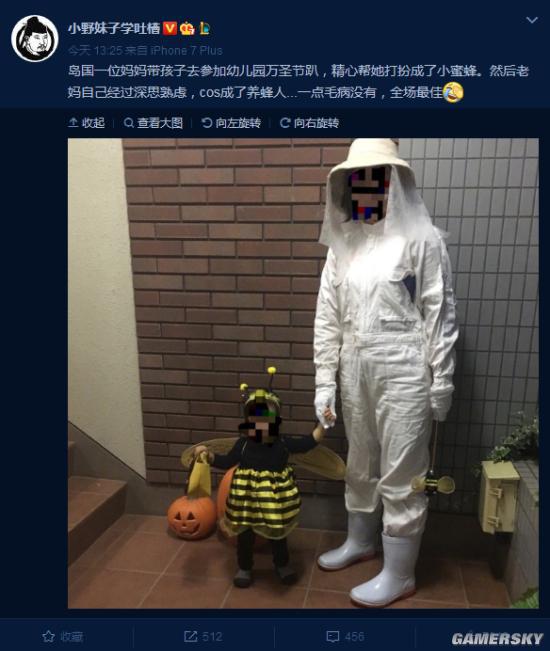 小野妹子学吐槽
今天 13:25 来自 iPhone 7 Plus
岛国一位妈妈带孩子去参加幼儿园万圣节趴，精心帮她打扮成了小蜜蜂。然后老
妈自己经过深思熟虑，cos成了养蜂人...一点毛病没有，全场最佳
收起 查看大图 向左旋转 向右旋转
收藏 512 456
GAMERSKY